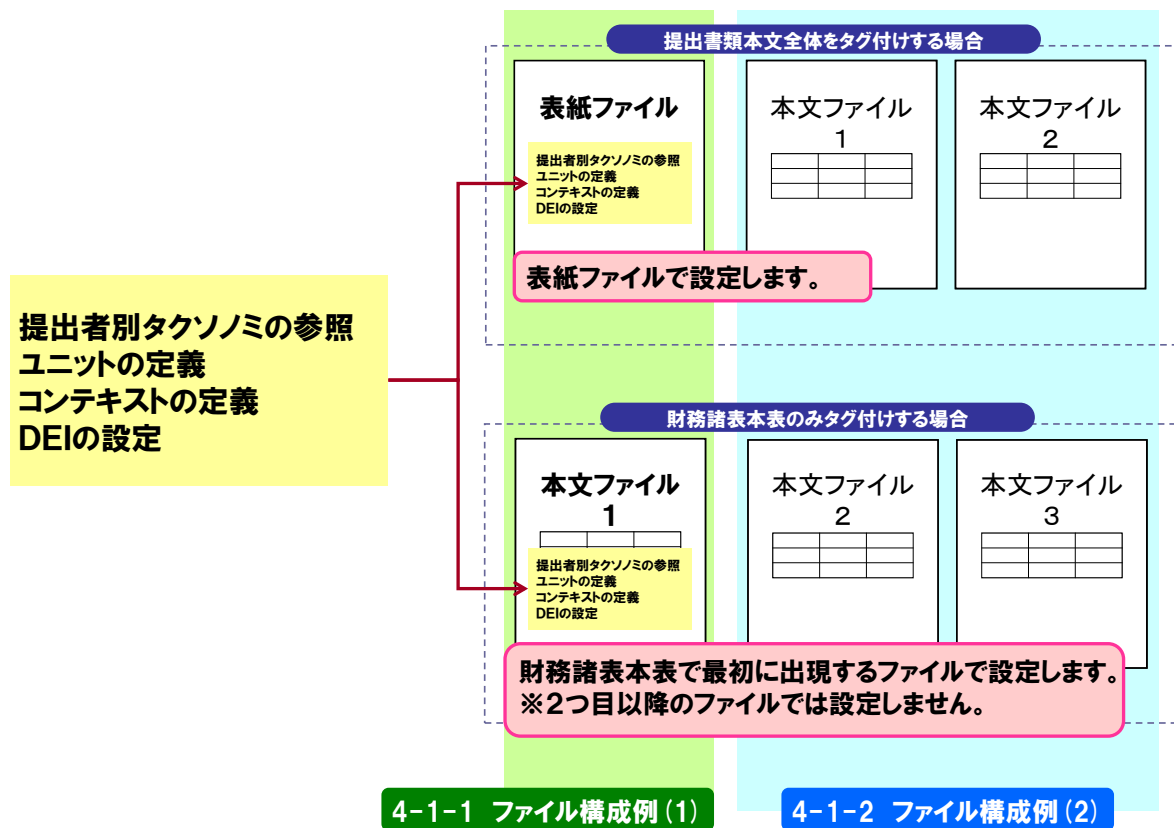 提出書類本文全体をタグ付けする場合
表紙ファイル
提出者別タクソノミの参照
ユニットの定義
コンテキストの定義
DEIの設定
本文ファイル
1
本文ファイル
2
表紙ファイルで設定します。
提出者別タクソノミの参照
ユニットの定義
コンテキストの定義
DEIの設定
財務諸表本表のみタグ付けする場合
本文ファイル
1
提出者別タクソノミの参照
ユニットの定義
コンテキストの定義
DEIの設定
本文ファイル
2
本文ファイル
3
財務諸表本表で最初に出現するファイルで設定します。
※2つ目以降のファイルでは設定しません。
4-1-1 ファイル構成例(1)
4-1-2 ファイル構成例(2)